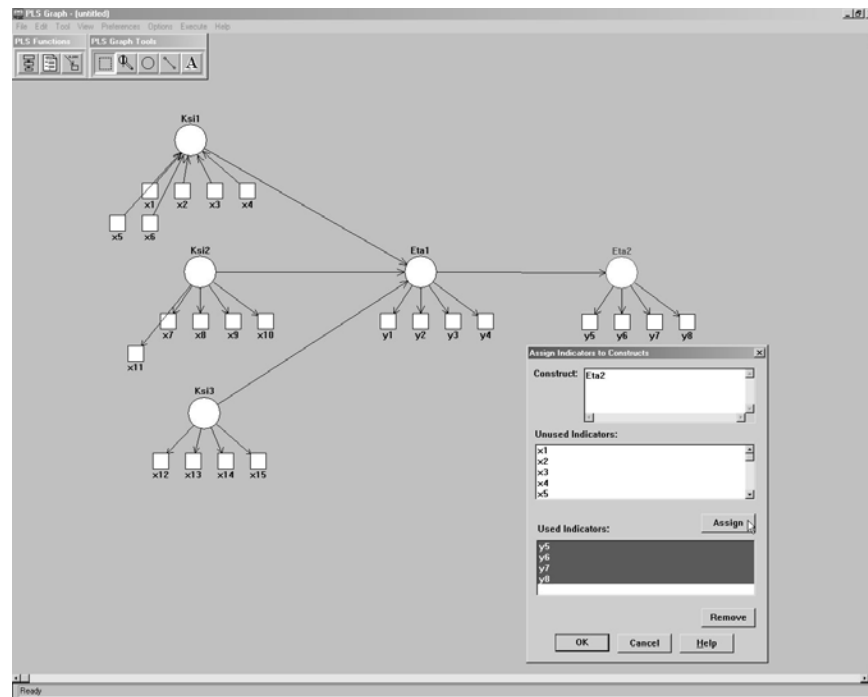 PLS Graph - (untitled)
File Edit Tool View Preferences Options Execute Help
PLS Functions
PLS Graph Tools
A
Ksi1
x1 x2 x3 x4
x5 x6
Ksi2 Eta1 Eta2
x7 x8 x9 x10 y1 y2 y3 y4 y5 y6 y7 y8
x11
Ksi3
x12 x13 x14 x15
Assign Indicators to Constructs
Construct: Eta2
Unused Indicators:
x1
x2
x3
x4
x5
Assign
Used Indicators:
y5
y6
y7
y8
Remove
OK Cancel Help
Ready